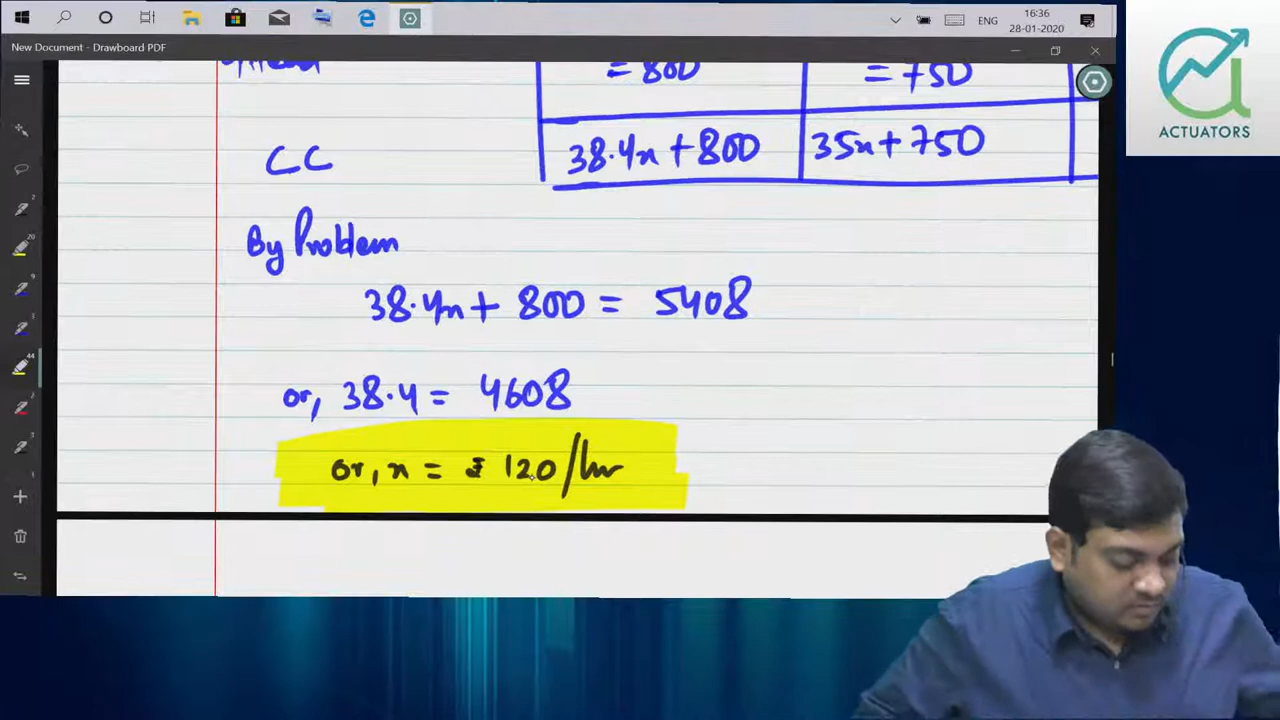 16:36
ENG
28-01-2020
New Document - Drawboard PDF
= 800
= 750
CC
38.4x + 800
35x + 750
By Problem
38.4x + 800 = 5408
or, 38.4 = 4608
or, x = ₹ 120/hr
ACTUATORS